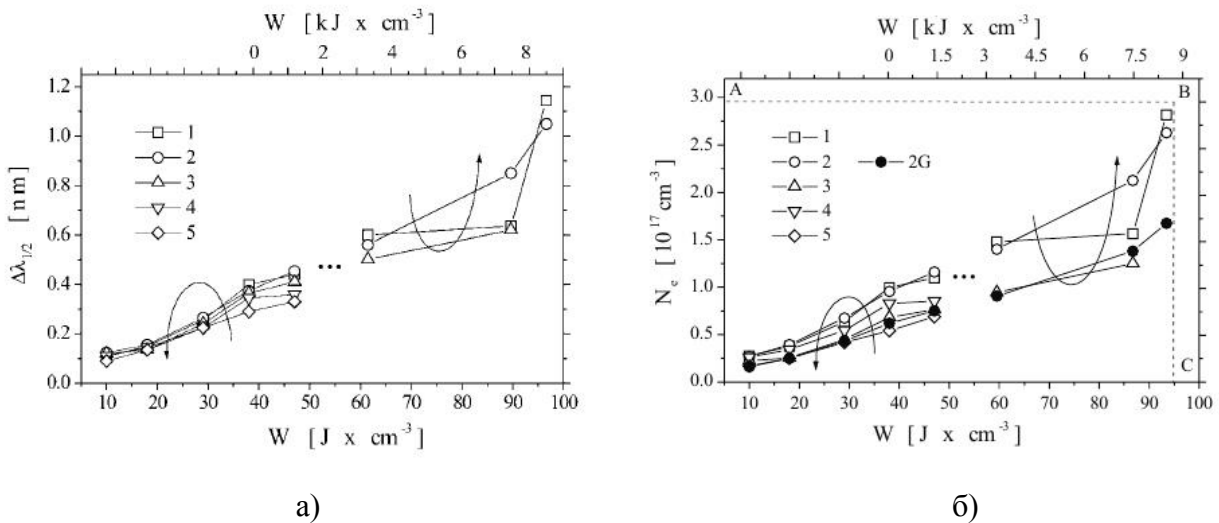 W [kJ x cm-3]
0 2 4 6 8
Δλ1/2 [nm]
1.2
1.0
0.8
0.6
0.4
0.2
0.0
1
2
3
4
5
•••
10 20 30 40 50 60 70 80 90 100
W [J x cm-3]
а)
W [kJ x cm-3]
0 1.5 3 4.5 6 7.5 9
Ne [10^17 cm-3]
3.0
2.5
2.0
1.5
1.0
0.5
0.0
A
B
C
1
2
3
4
5
2G
•••
10 20 30 40 50 60 70 80 90 100
W [J x cm-3]
б)